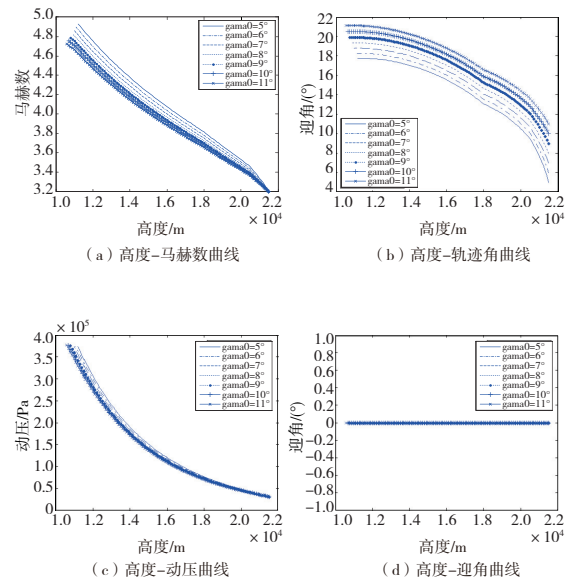 5.0
4.8
4.6
4.4
4.2
4.0
3.8
3.6
3.4
3.2
马赫数
gama0=5°
gama0=6°
gama0=7°
gama0=8°
gama0=9°
gama0=10°
gama0=11°
1.0 1.2 1.4 1.6 1.8 2.0 2.2
× 10⁴
高度/m
(a)高度-马赫数曲线
22
20
18
16
14
12
10
8
6
4
迎角/(°)
gama0=5°
gama0=6°
gama0=7°
gama0=8°
gama0=9°
gama0=10°
gama0=11°
1.0 1.2 1.4 1.6 1.8 2.0 2.2
× 10⁴
高度/m
(b)高度-轨迹角曲线
× 10⁵
4.0
3.5
3.0
2.5
2.0
1.5
1.0
0.5
0.0
动压/Pa
gama0=5°
gama0=6°
gama0=7°
gama0=8°
gama0=9°
gama0=10°
gama0=11°
1.0 1.2 1.4 1.6 1.8 2.0 2.2
× 10⁴
高度/m
(c)高度-动压曲线
1.0
0.8
0.6
0.4
0.2
0
-0.2
-0.4
-0.6
-0.8
-1.0
迎角/(°)
gama0=5°
gama0=6°
gama0=7°
gama0=8°
gama0=9°
gama0=10°
gama0=11°
1.0 1.2 1.4 1.6 1.8 2.0 2.2
× 10⁴
高度/m
(d)高度-迎角曲线